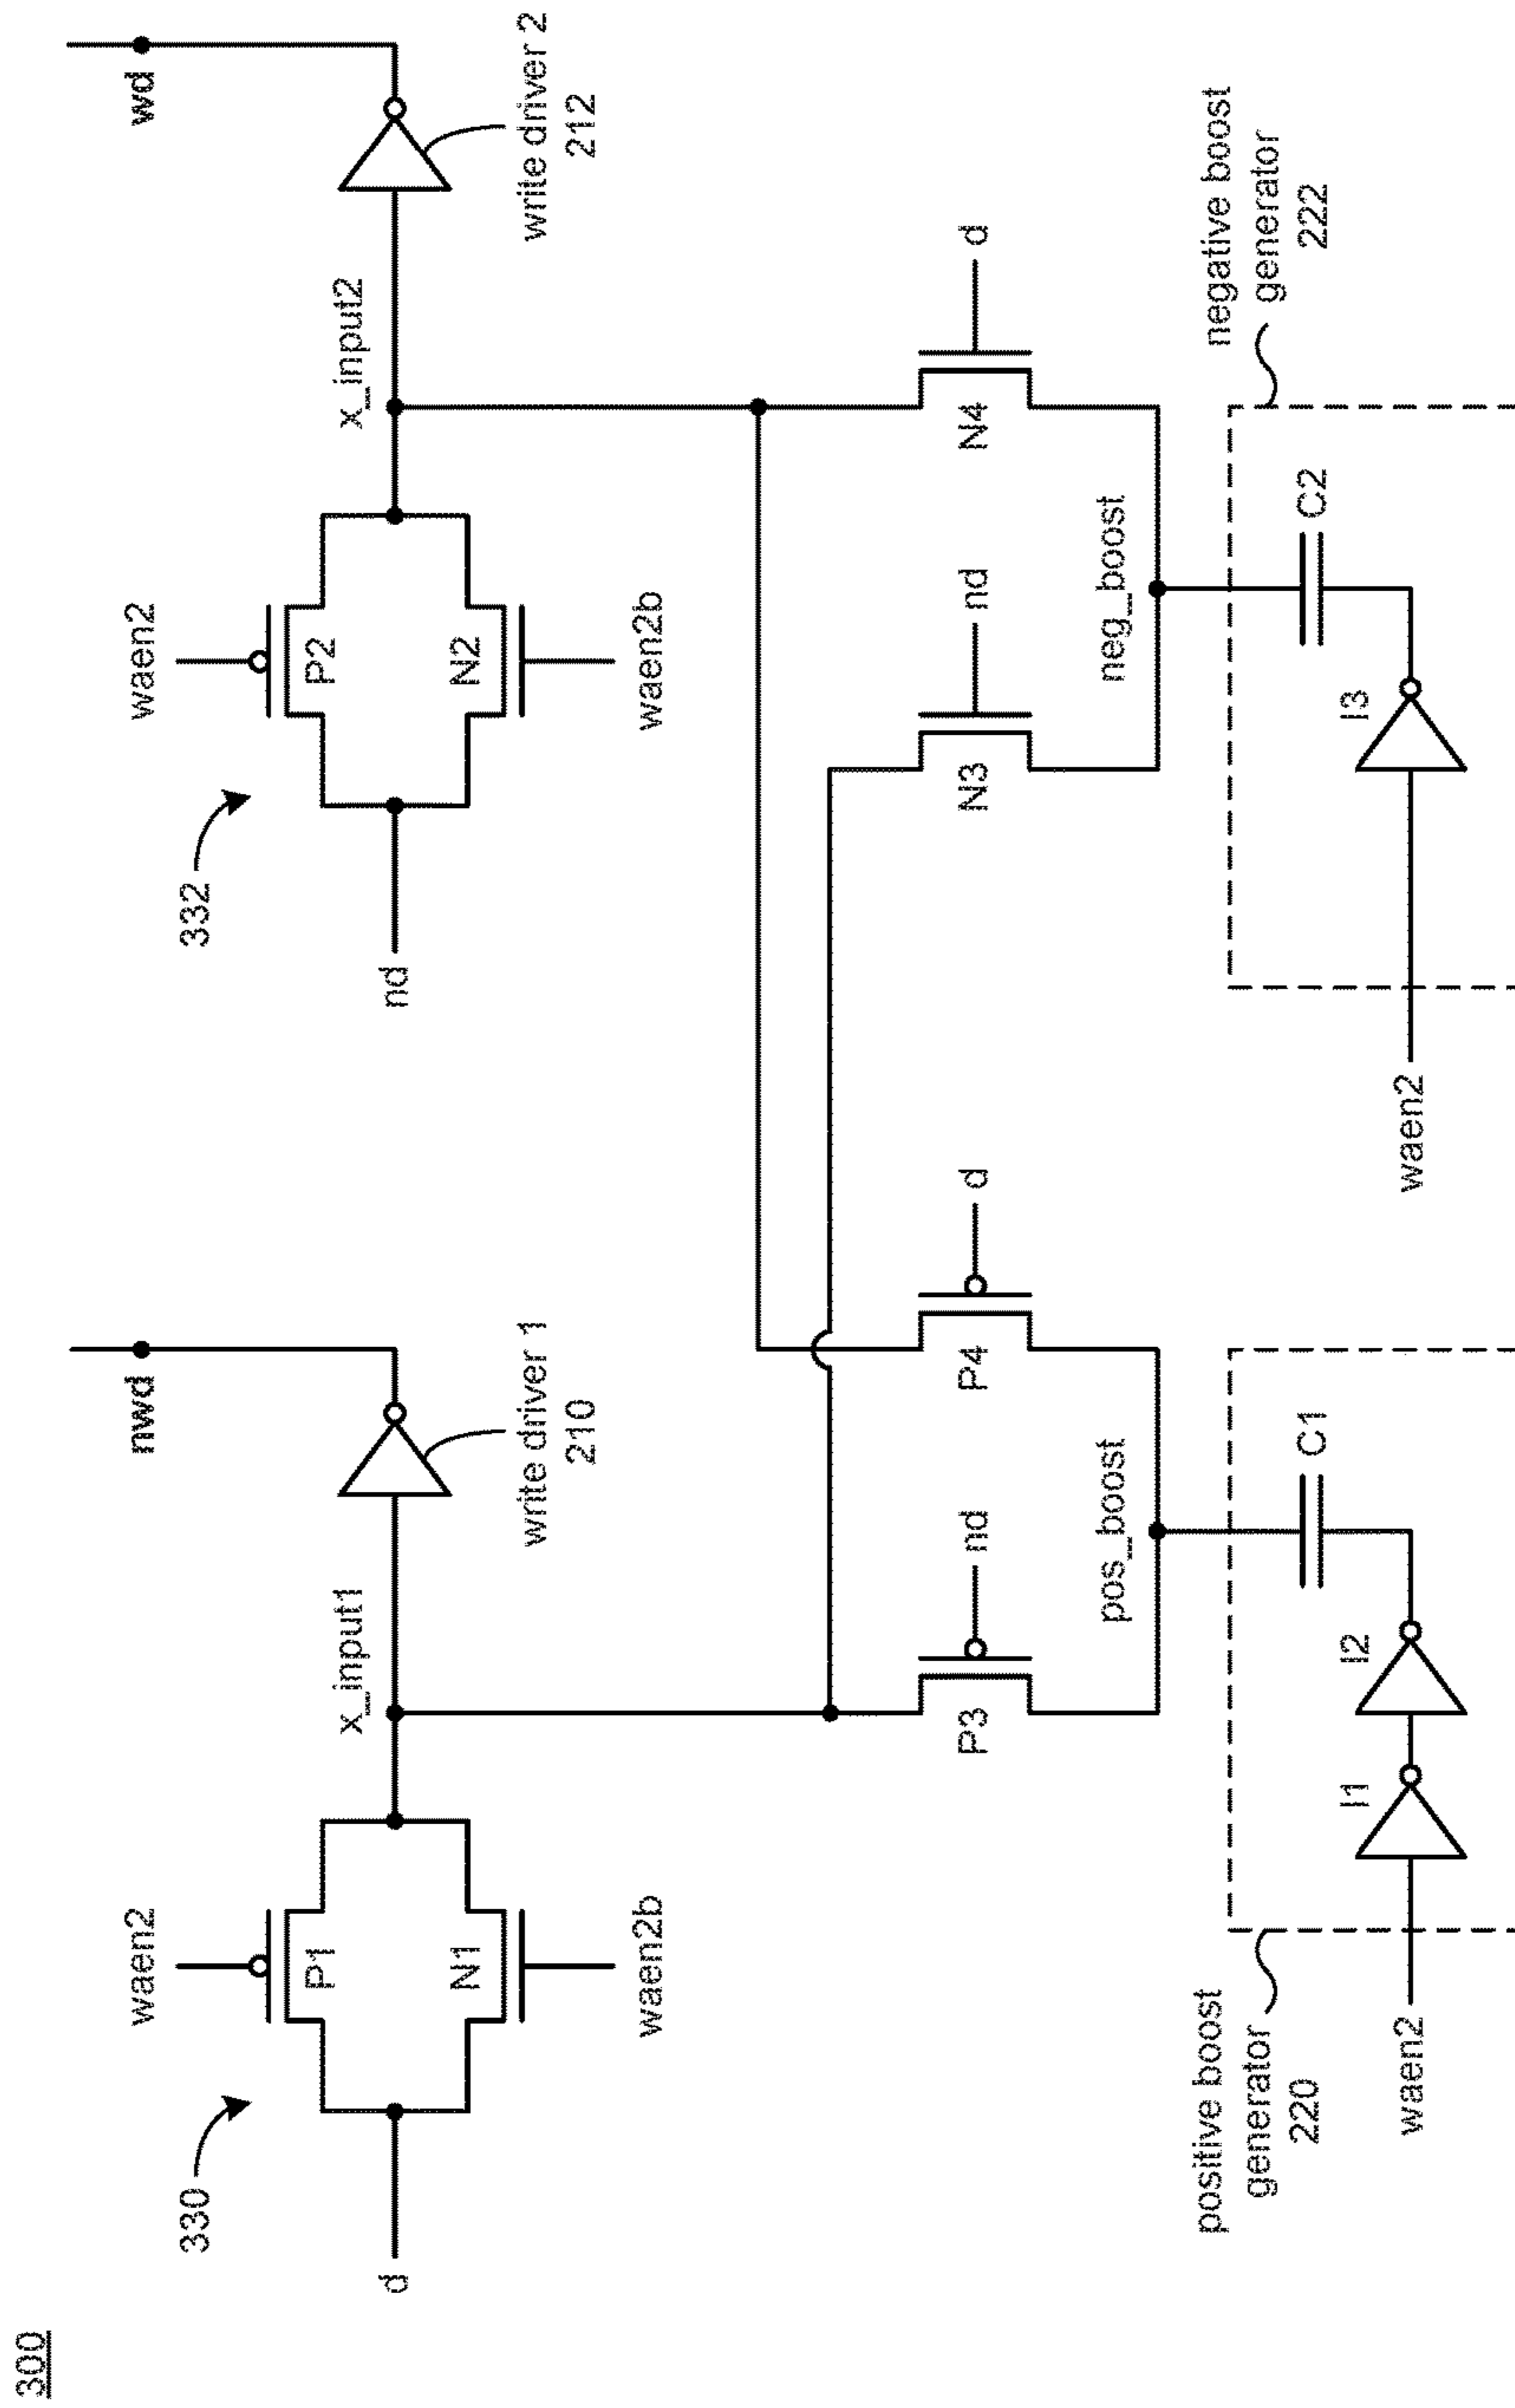 300
330
waen2
P1
d
N1
waen2b
x_input1
nwd
write driver 1
210
332
waen2
P2
nd
N2
waen2b
x_input2
wd
write driver 2
212
P3
nd
P4
d
pos_boost
N3
nd
N4
d
neg_boost
positive boost
generator
220
waen2
I1
I2
C1
waen2
I3
C2
negative boost
generator
222